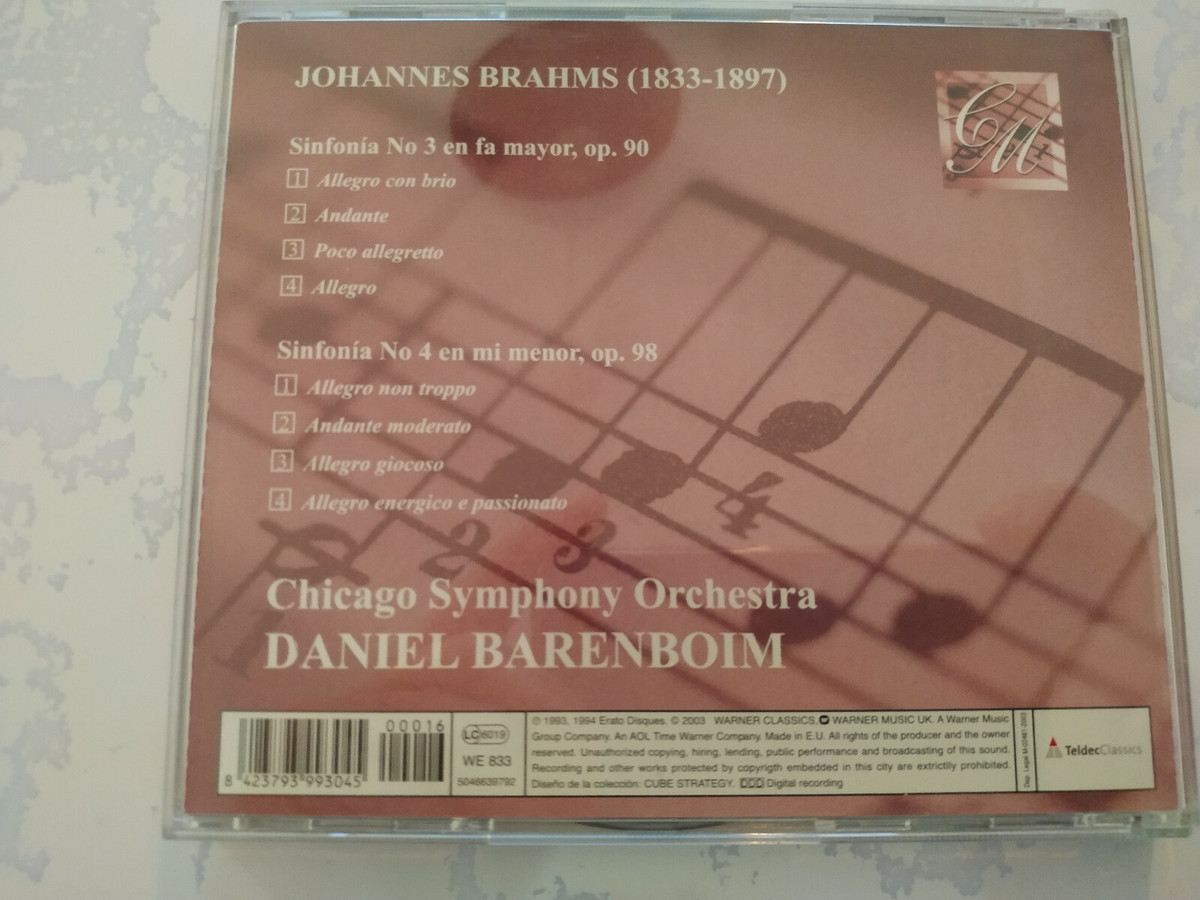 JOHANNES BRAHMS (1833-1897)
CM
Sinfonía No 3 en fa mayor, op. 90
1 Allegro con brio
2 Andante
3 Poco allegretto
4 Allegro
Sinfonía No 4 en mi menor, op. 98
1 Allegro non troppo
2 Andante moderato
3 Allegro giocoso
4 Allegro energico e passionato
2 3 4
Chicago Symphony Orchestra
DANIEL BARENBOIM
00016
8 423793 993045
LC 6019
WE 833
5046639792
℗ 1993, 1994 Erato Disques. © 2003 WARNER CLASSICS, WARNER MUSIC UK. A Warner Music
Group Company. An AOL Time Warner Company. Made in E.U. All rights of the producer and the owner
reserved. Unauthorized copying, hiring, lending, public performance and broadcasting of this sound.
Recording and other works protected by copyrigth embedded in this city are extrictlly prohibited.
Diseño de la colección: CUBE STRATEGY. DDD Digital recording
TeldecClassics